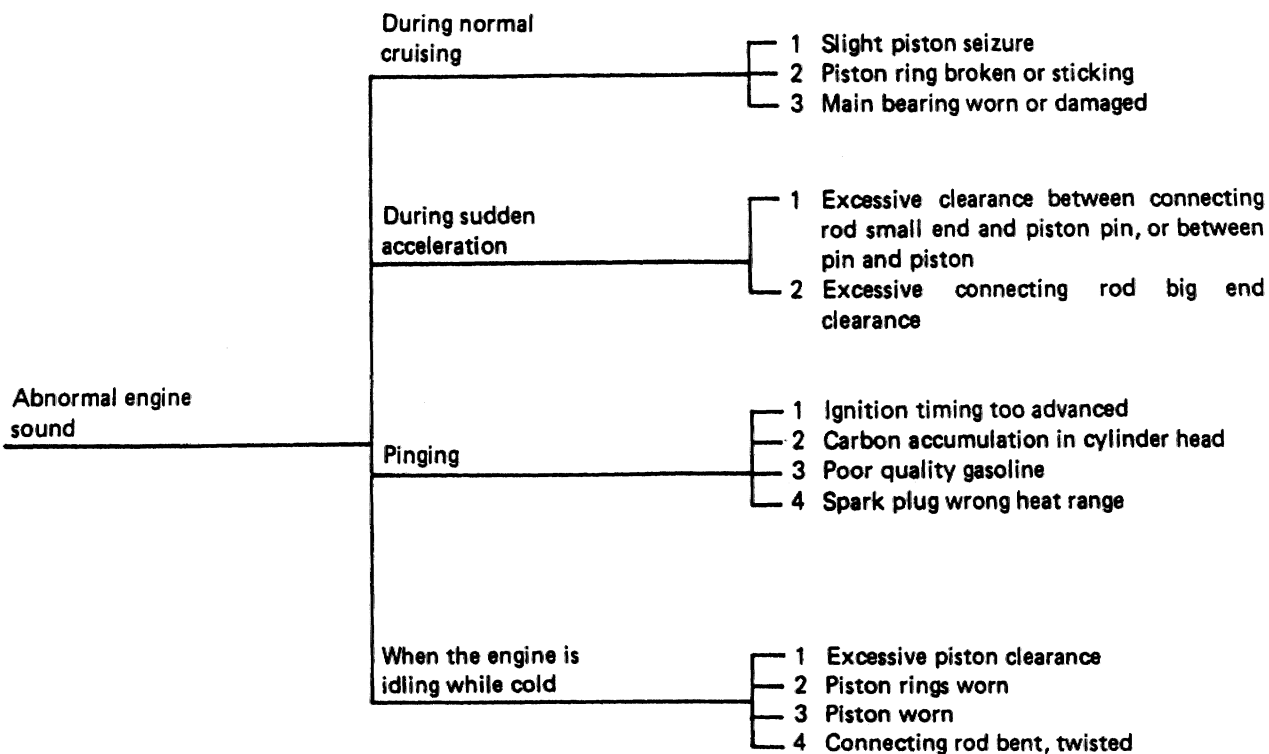 During normal
cruising
1 Slight piston seizure
2 Piston ring broken or sticking
3 Main bearing worn or damaged
During sudden
acceleration
1 Excessive clearance between connecting
rod small end and piston pin, or between
pin and piston
2 Excessive connecting rod big end
clearance
Abnormal engine
sound
Pinging
1 Ignition timing too advanced
2 Carbon accumulation in cylinder head
3 Poor quality gasoline
4 Spark plug wrong heat range
When the engine is
idling while cold
1 Excessive piston clearance
2 Piston rings worn
3 Piston worn
4 Connecting rod bent, twisted